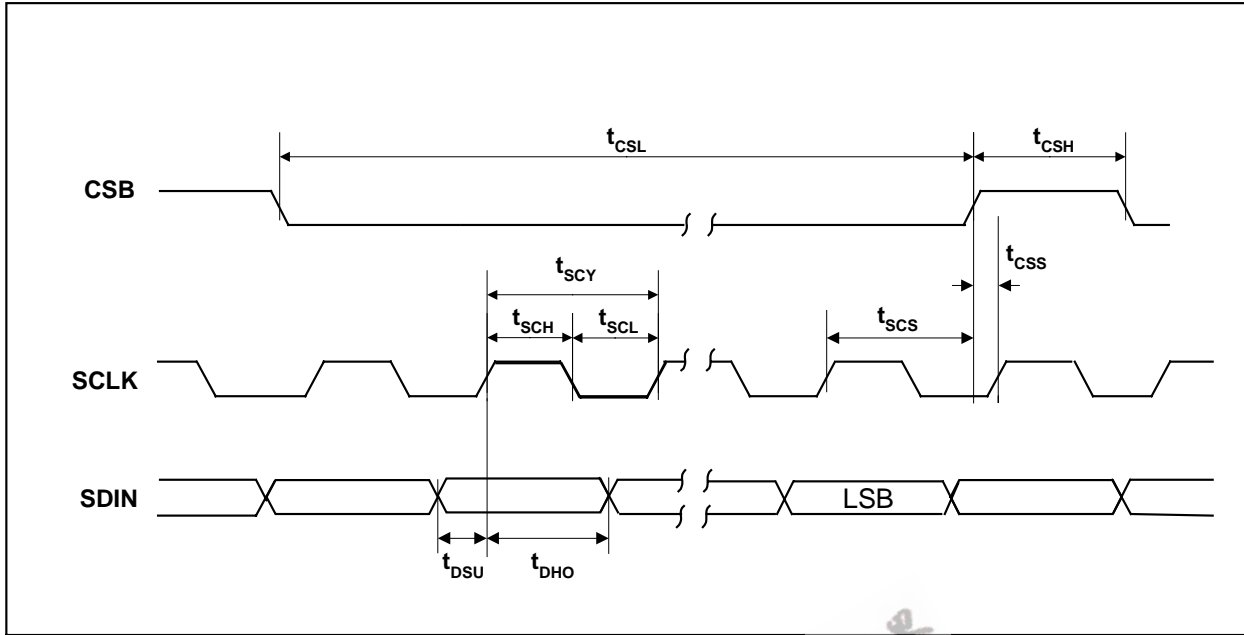 tCSL
tCSH
CSB
tCSS
tSCY
tSCH
tSCL
tSCS
SCLK
SDIN
LSB
tDSU
tDHO